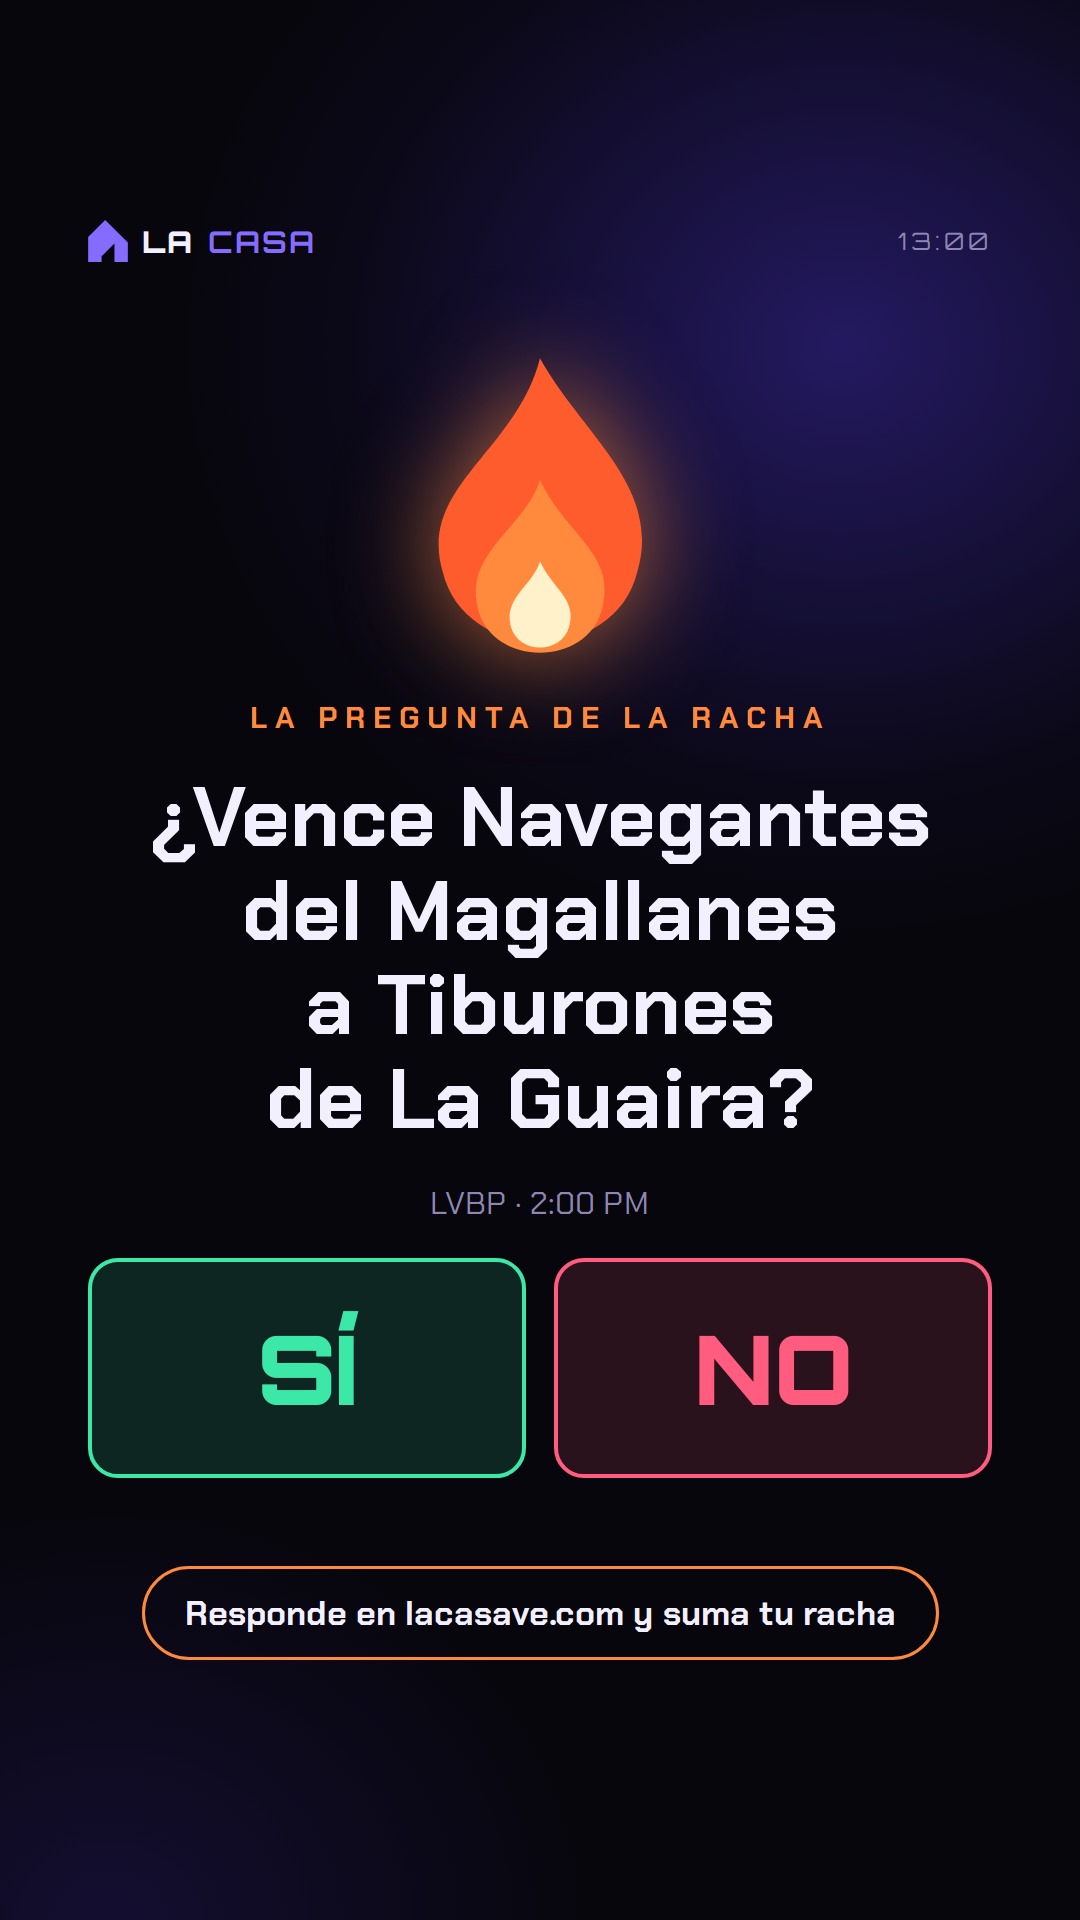 LA CASA
13:00
LA PREGUNTA DE LA RACHA
¿Vence Navegantes
del Magallanes
a Tiburones
de La Guaira?
LVBP · 2:00 PM
SÍ
NO
Responde en lacasave.com y suma tu racha